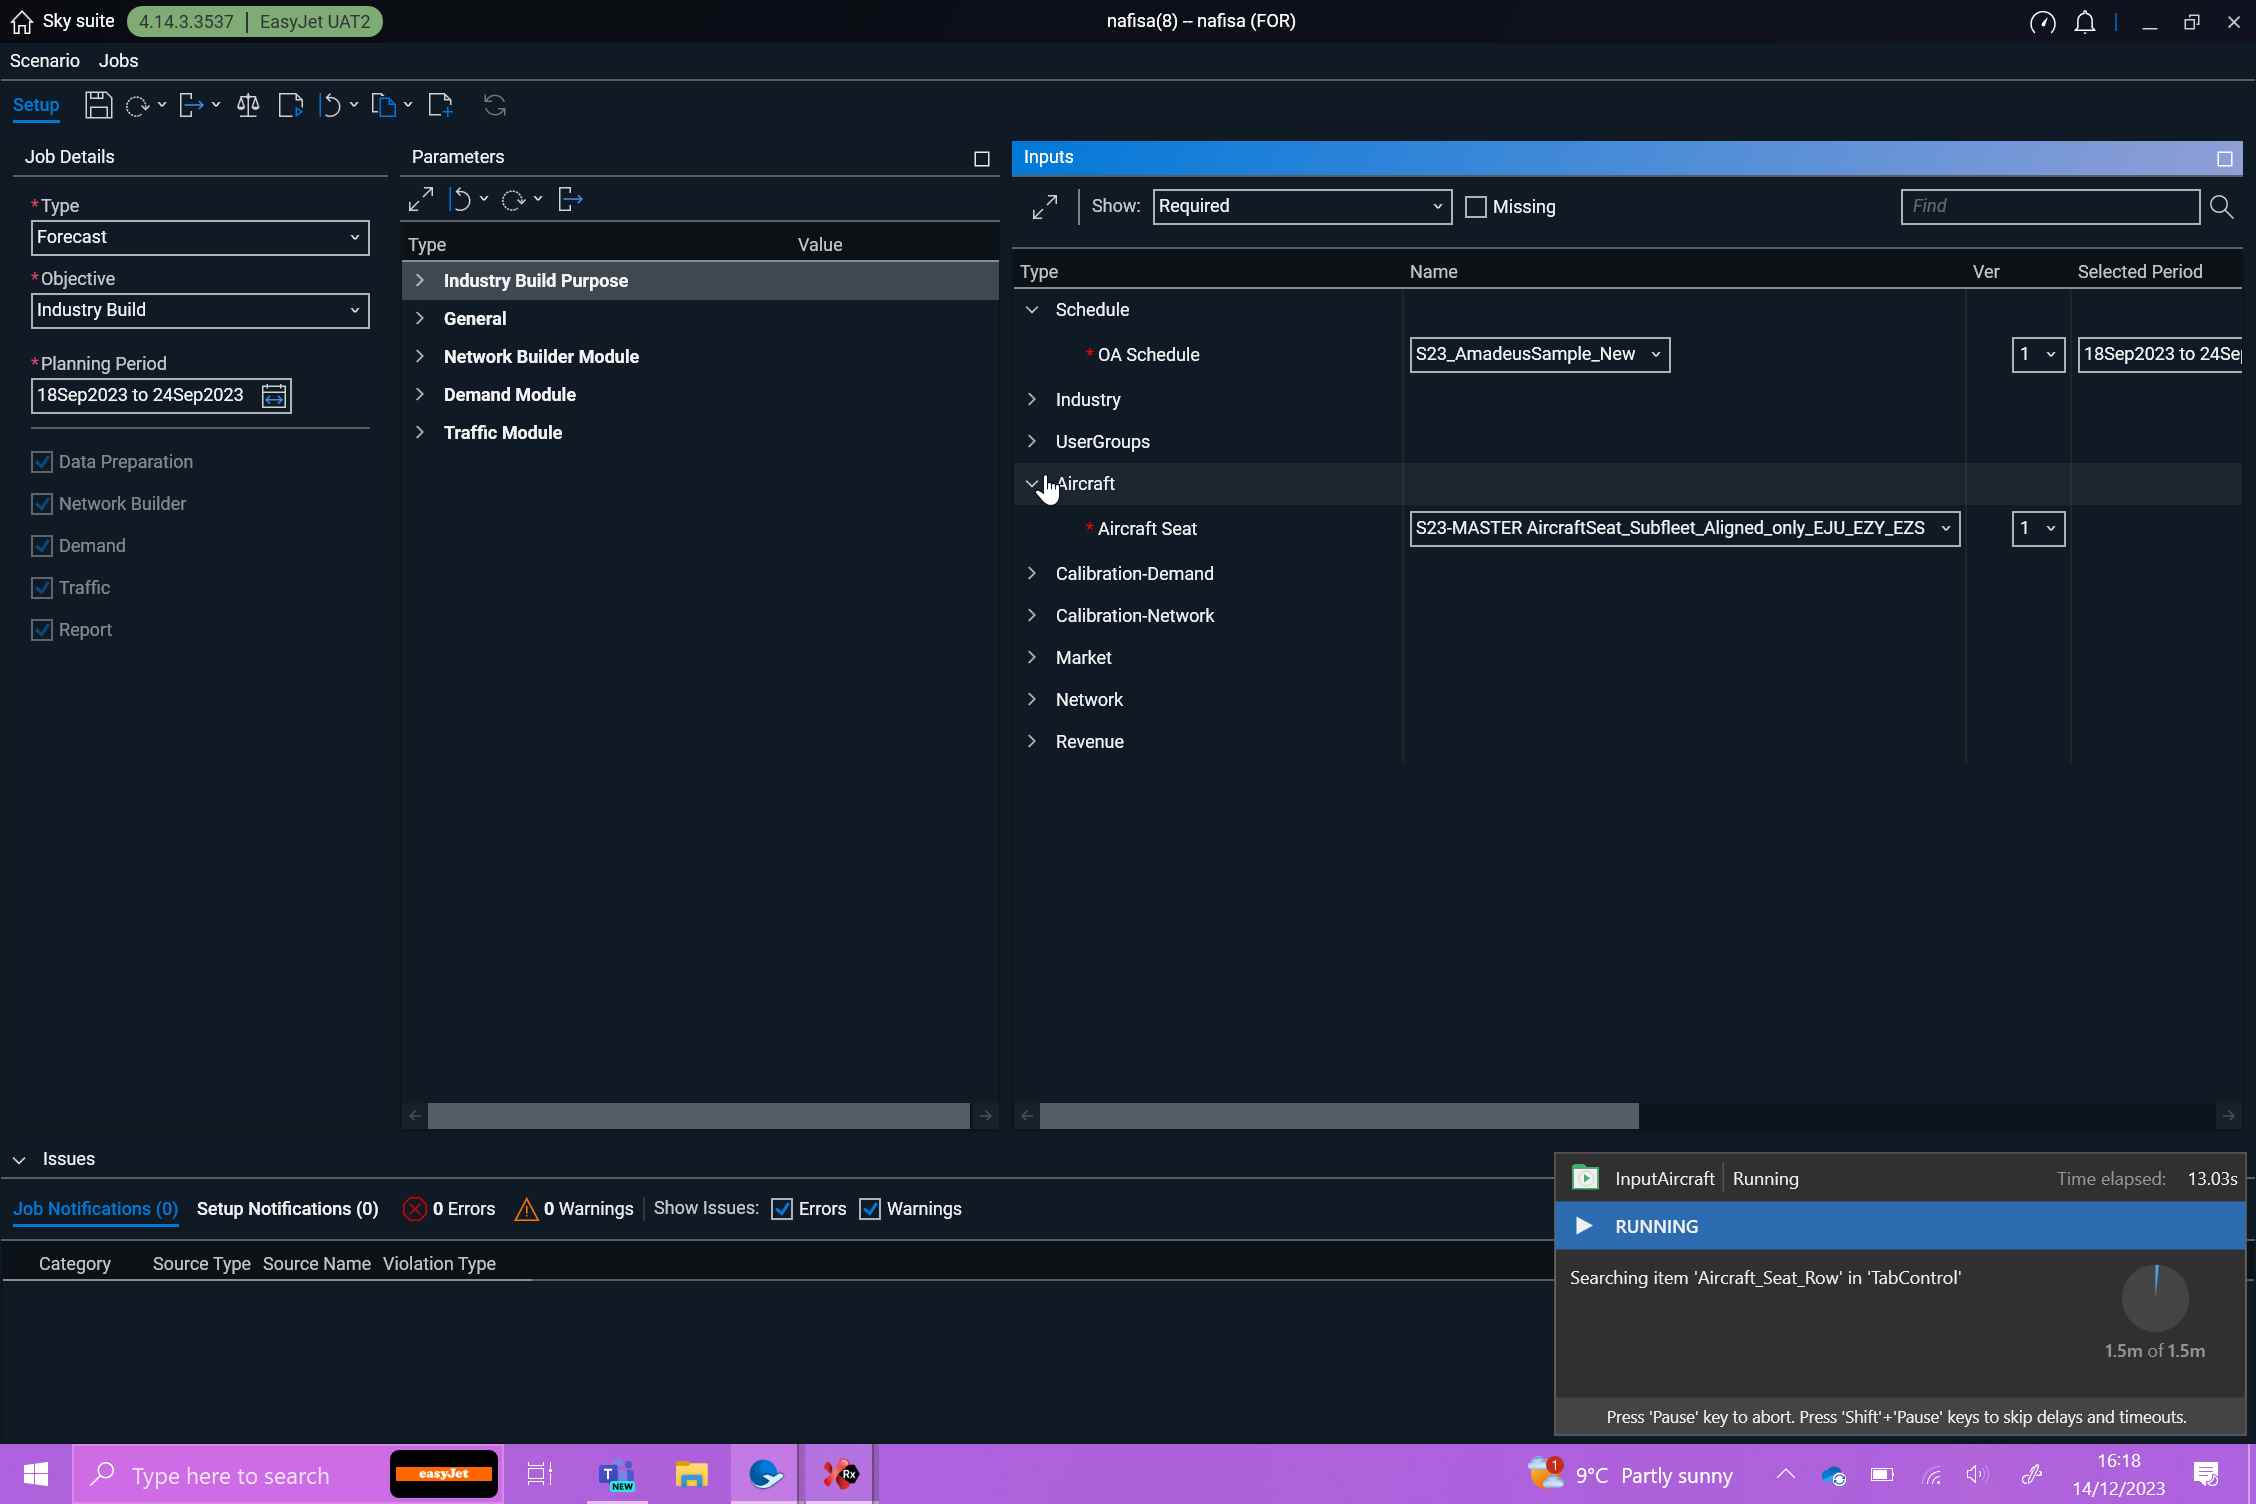 Sky suite 4.14.3.3537 | EasyJet UAT2 nafisa(8) – nafisa (FOR)
Scenario Jobs
Setup
Job Details
*Type
Forecast
*Objective
Industry Build
*Planning Period
18Sep2023 to 24Sep2023
Data Preparation
Network Builder
Demand
Traffic
Report
Parameters
Type Value
Industry Build Purpose
General
Network Builder Module
Demand Module
Traffic Module
Inputs
Show: Required Missing Find
Type Name Ver Selected Period
Schedule
* OA Schedule S23_AmadeusSample_New 1 18Sep2023 to 24Se
Industry
UserGroups
Aircraft
* Aircraft Seat S23-MASTER AircraftSeat_Subfleet_Aligned_only_EJU_EZY_EZS 1
Calibration-Demand
Calibration-Network
Market
Network
Revenue
Issues
Job Notifications (0) Setup Notifications (0) 0 Errors 0 Warnings Show Issues: Errors Warnings
Category Source Type Source Name Violation Type
InputAircraft Running Time elapsed: 13.03s
RUNNING
Searching item 'Aircraft_Seat_Row' in 'TabControl'
1.5m of 1.5m
Press 'Pause' key to abort. Press 'Shift'+'Pause' keys to skip delays and timeouts.
Type here to search easyJet T NEW Rx 1 9°C Partly sunny 16:18
14/12/2023